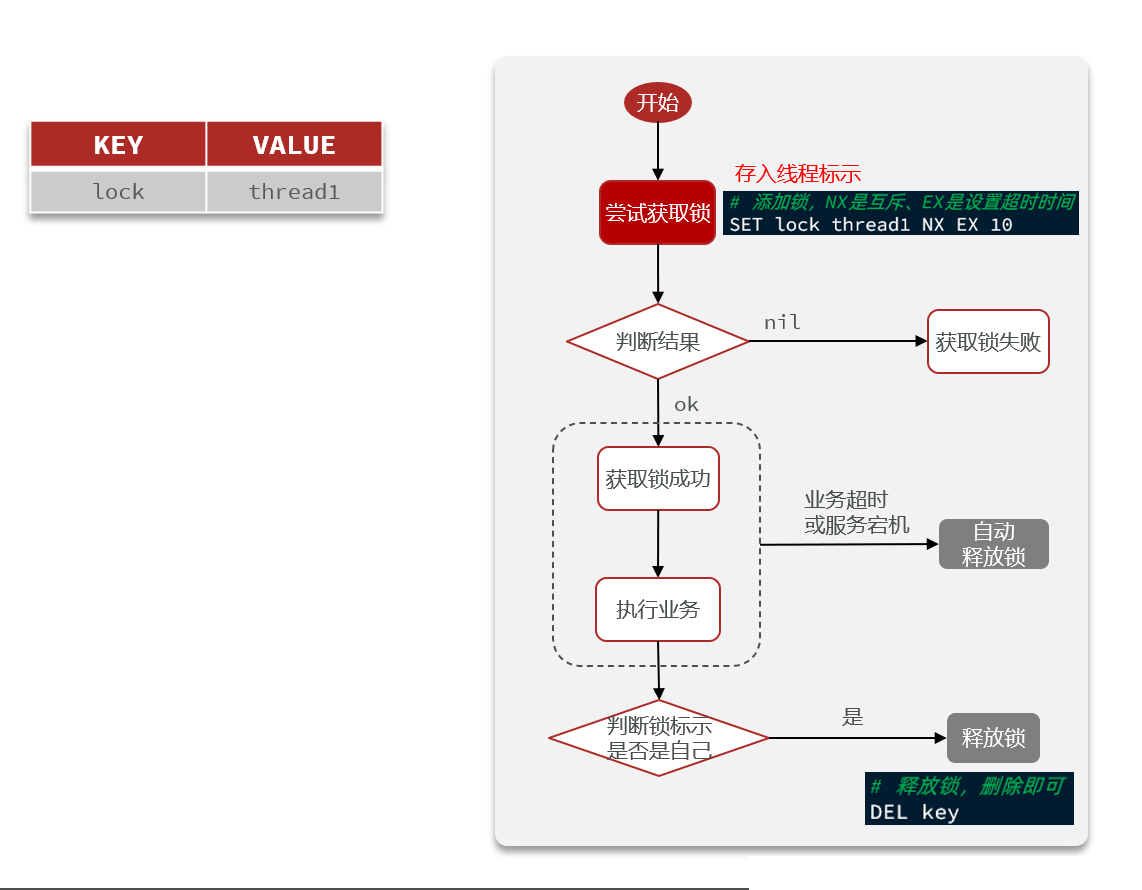 KEY VALUE
lock thread1
开始
存入线程标示
尝试获取锁
# 添加锁，NX是互斥、EX是设置超时时间
SET lock thread1 NX EX 10
判断结果
nil
获取锁失败
ok
获取锁成功
业务超时
或服务宕机
自动
释放锁
执行业务
判断锁标示
是否是自己
是
释放锁
# 释放锁，删除即可
DEL key